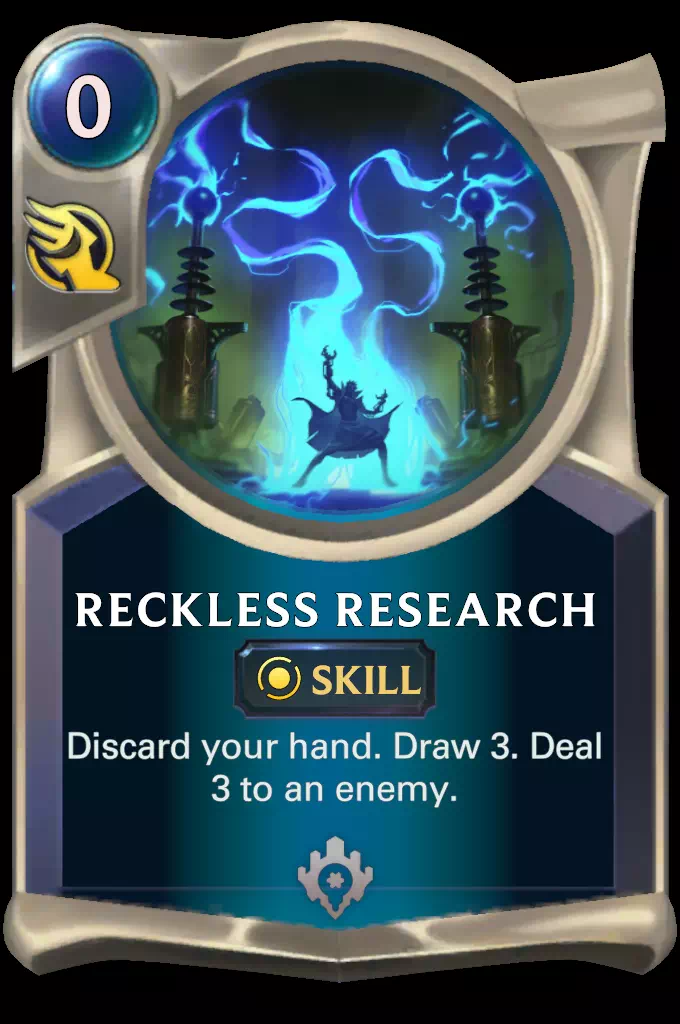 0
RECKLESS RESEARCH
SKILL
Discard your hand. Draw 3. Deal
3 to an enemy.